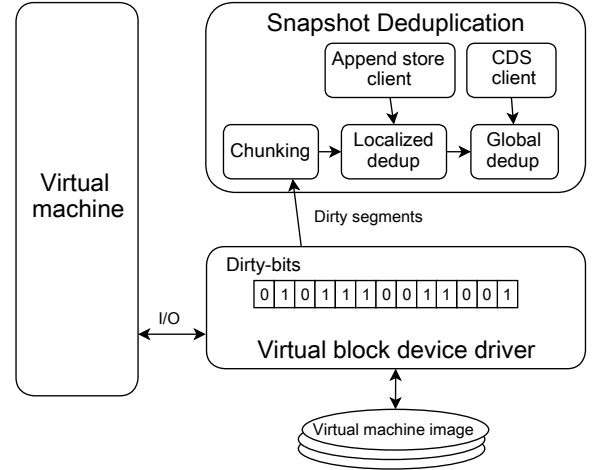 Snapshot Deduplication
Append store
client
CDS
client
Chunking
Localized
dedup
Global
dedup
Virtual
machine
Dirty segments
Dirty-bits
0 1 0 1 1 1 0 0 1 1 0 0 1
I/O
Virtual block device driver
Virtual machine image